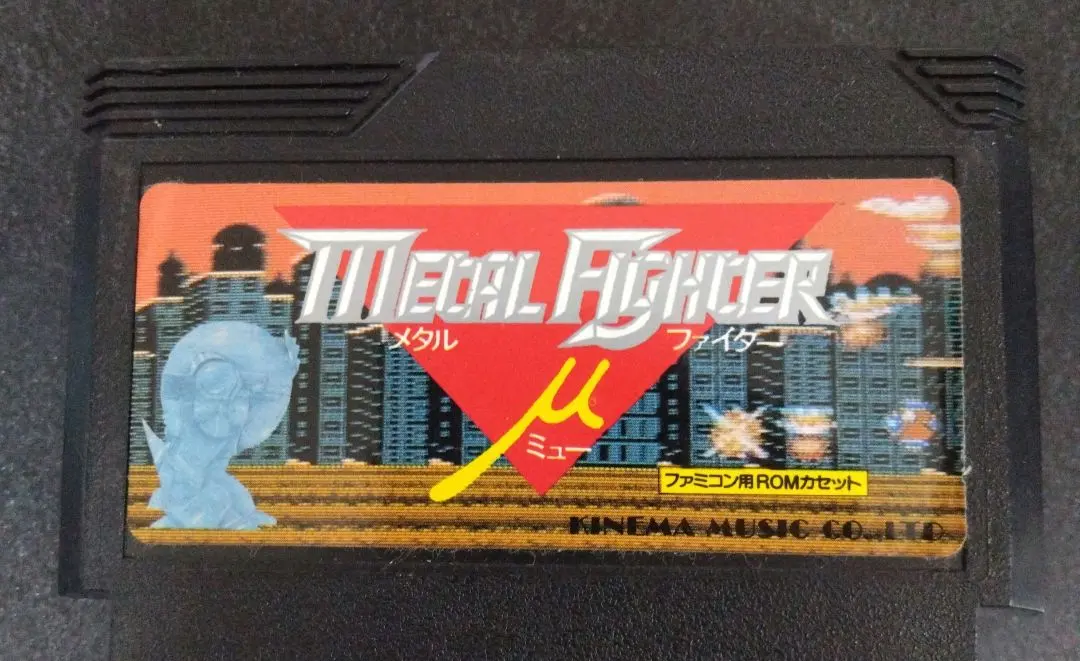 METAL FIGHTER
メタル ファイター
μ
ミュー
ファミコン用ROMカセット
KINEMA MUSIC CO.,LTD.